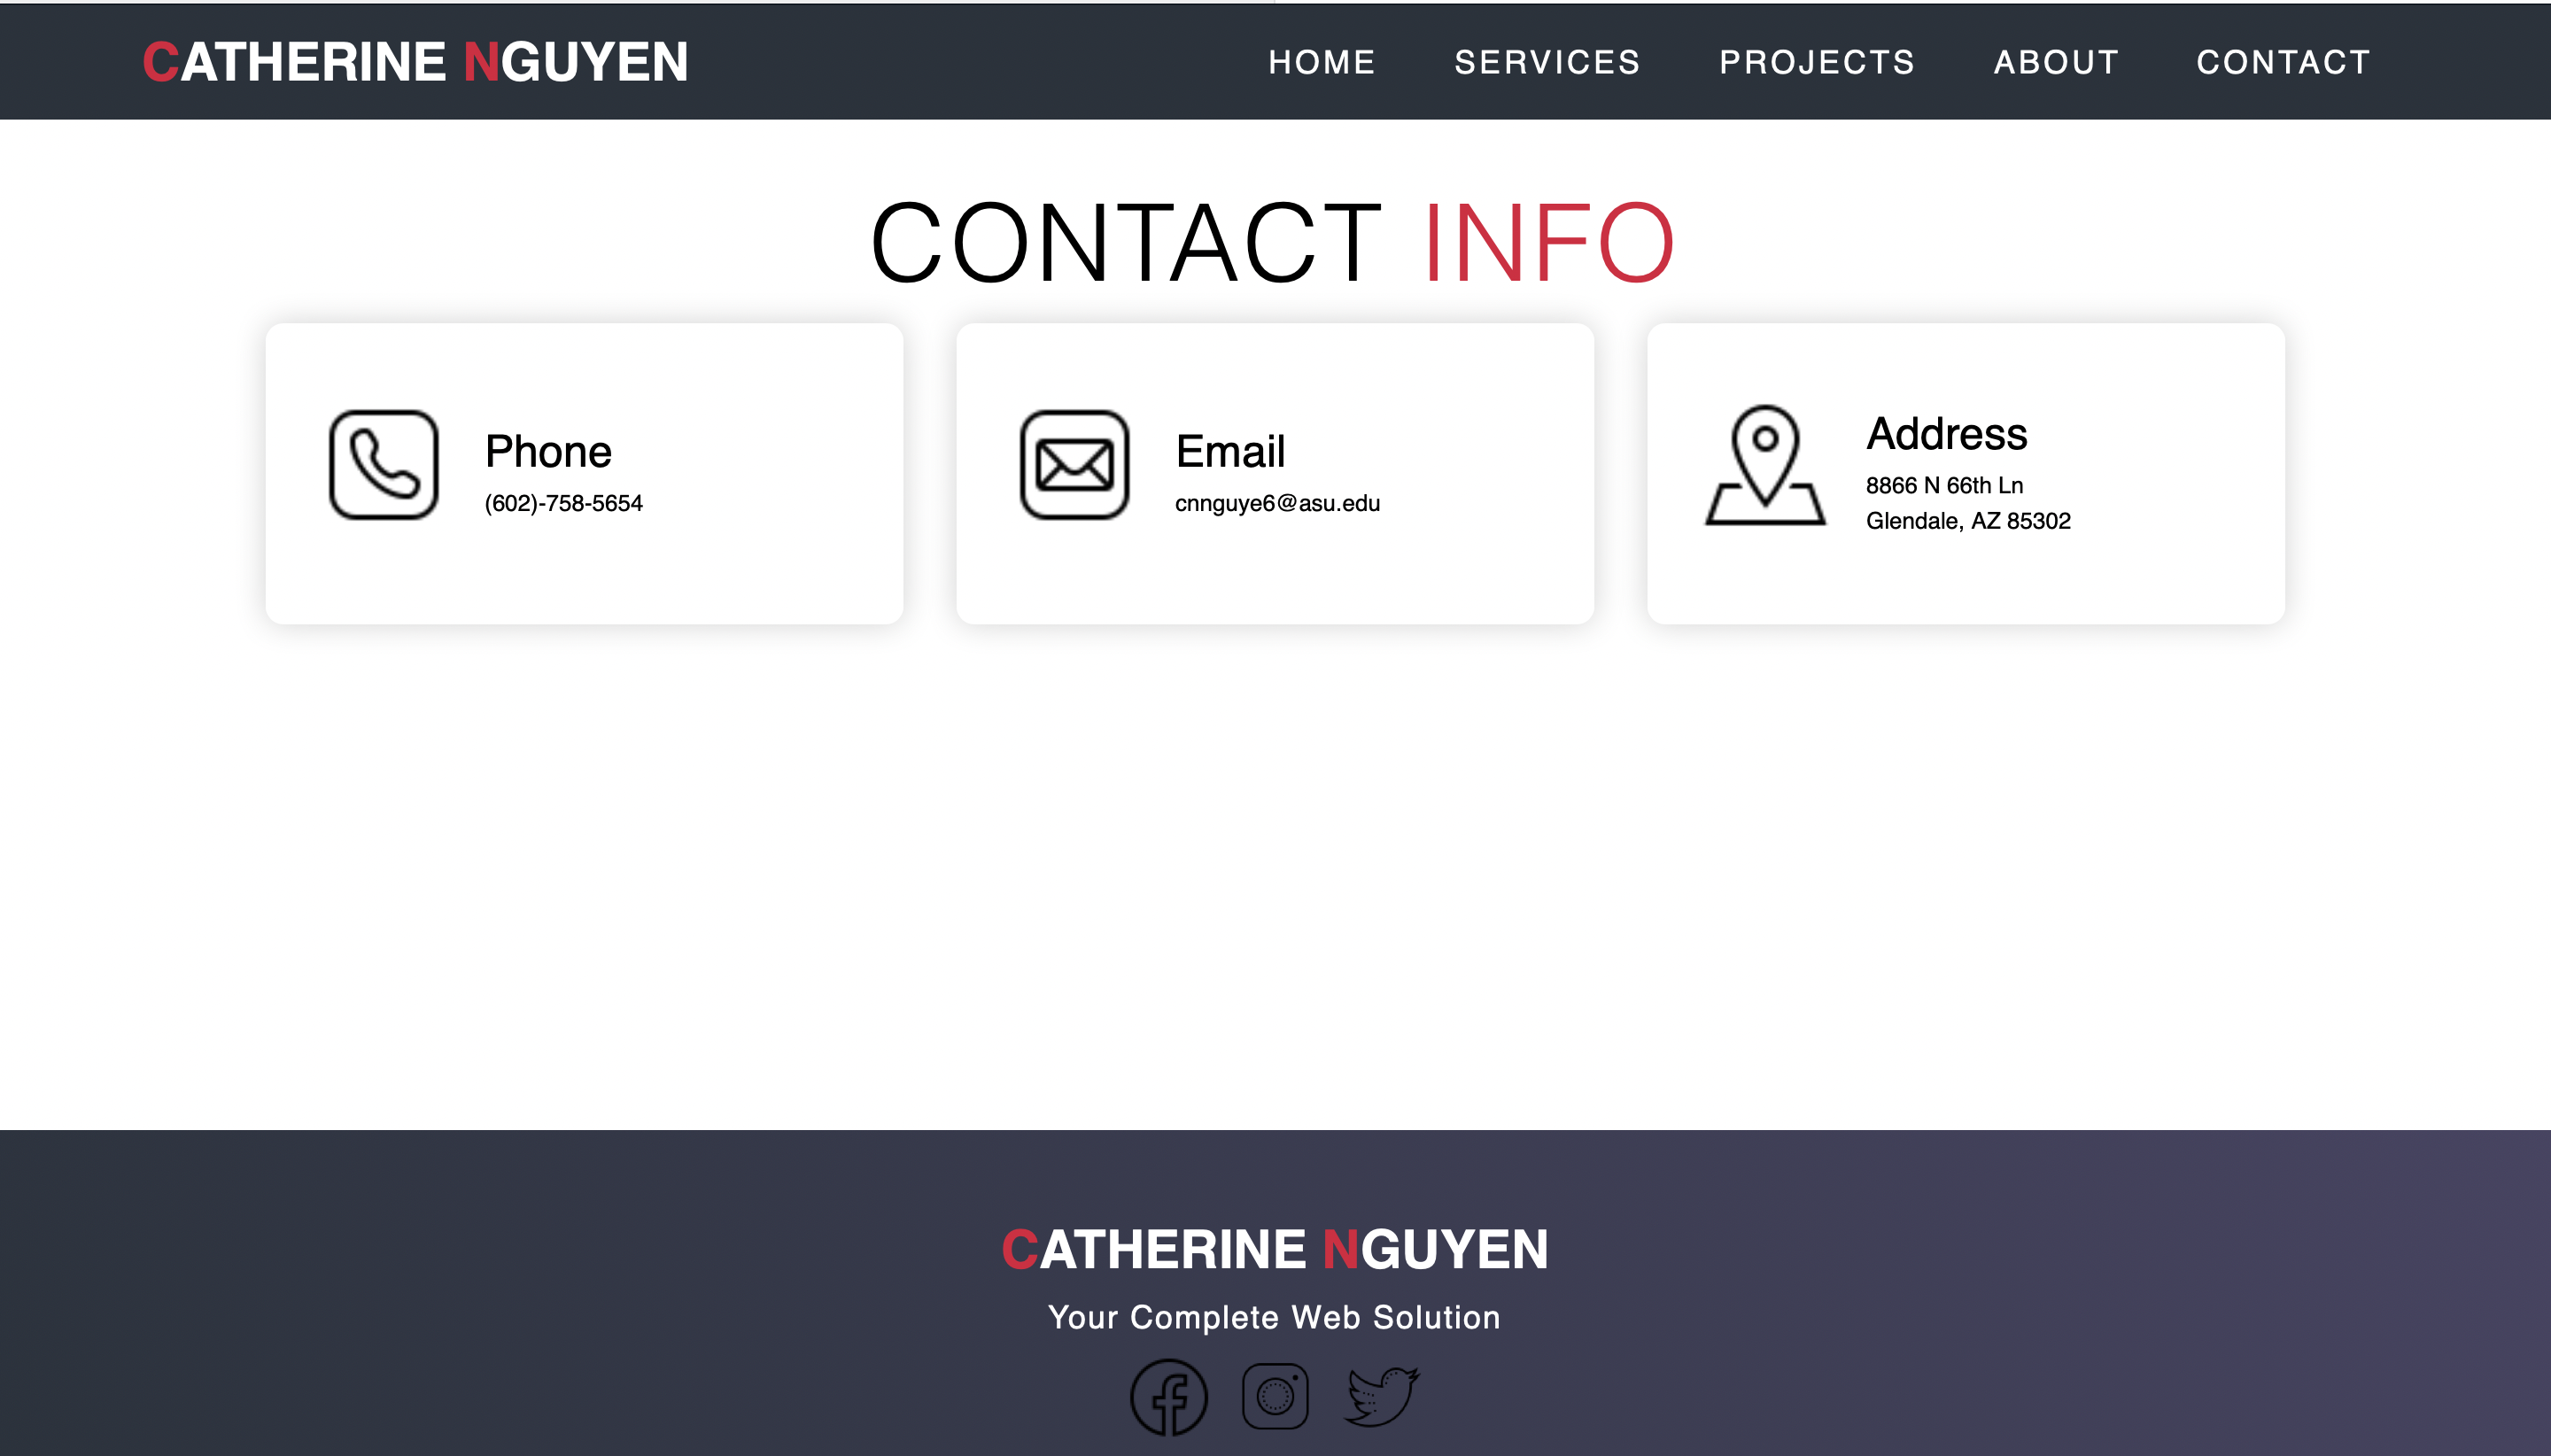 CATHERINE NGUYEN
HOME SERVICES PROJECTS ABOUT CONTACT
CONTACT INFO
Phone
(602)-758-5654
Email
cnnguye6@asu.edu
Address
8866 N 66th Ln
Glendale, AZ 85302
CATHERINE NGUYEN
Your Complete Web Solution